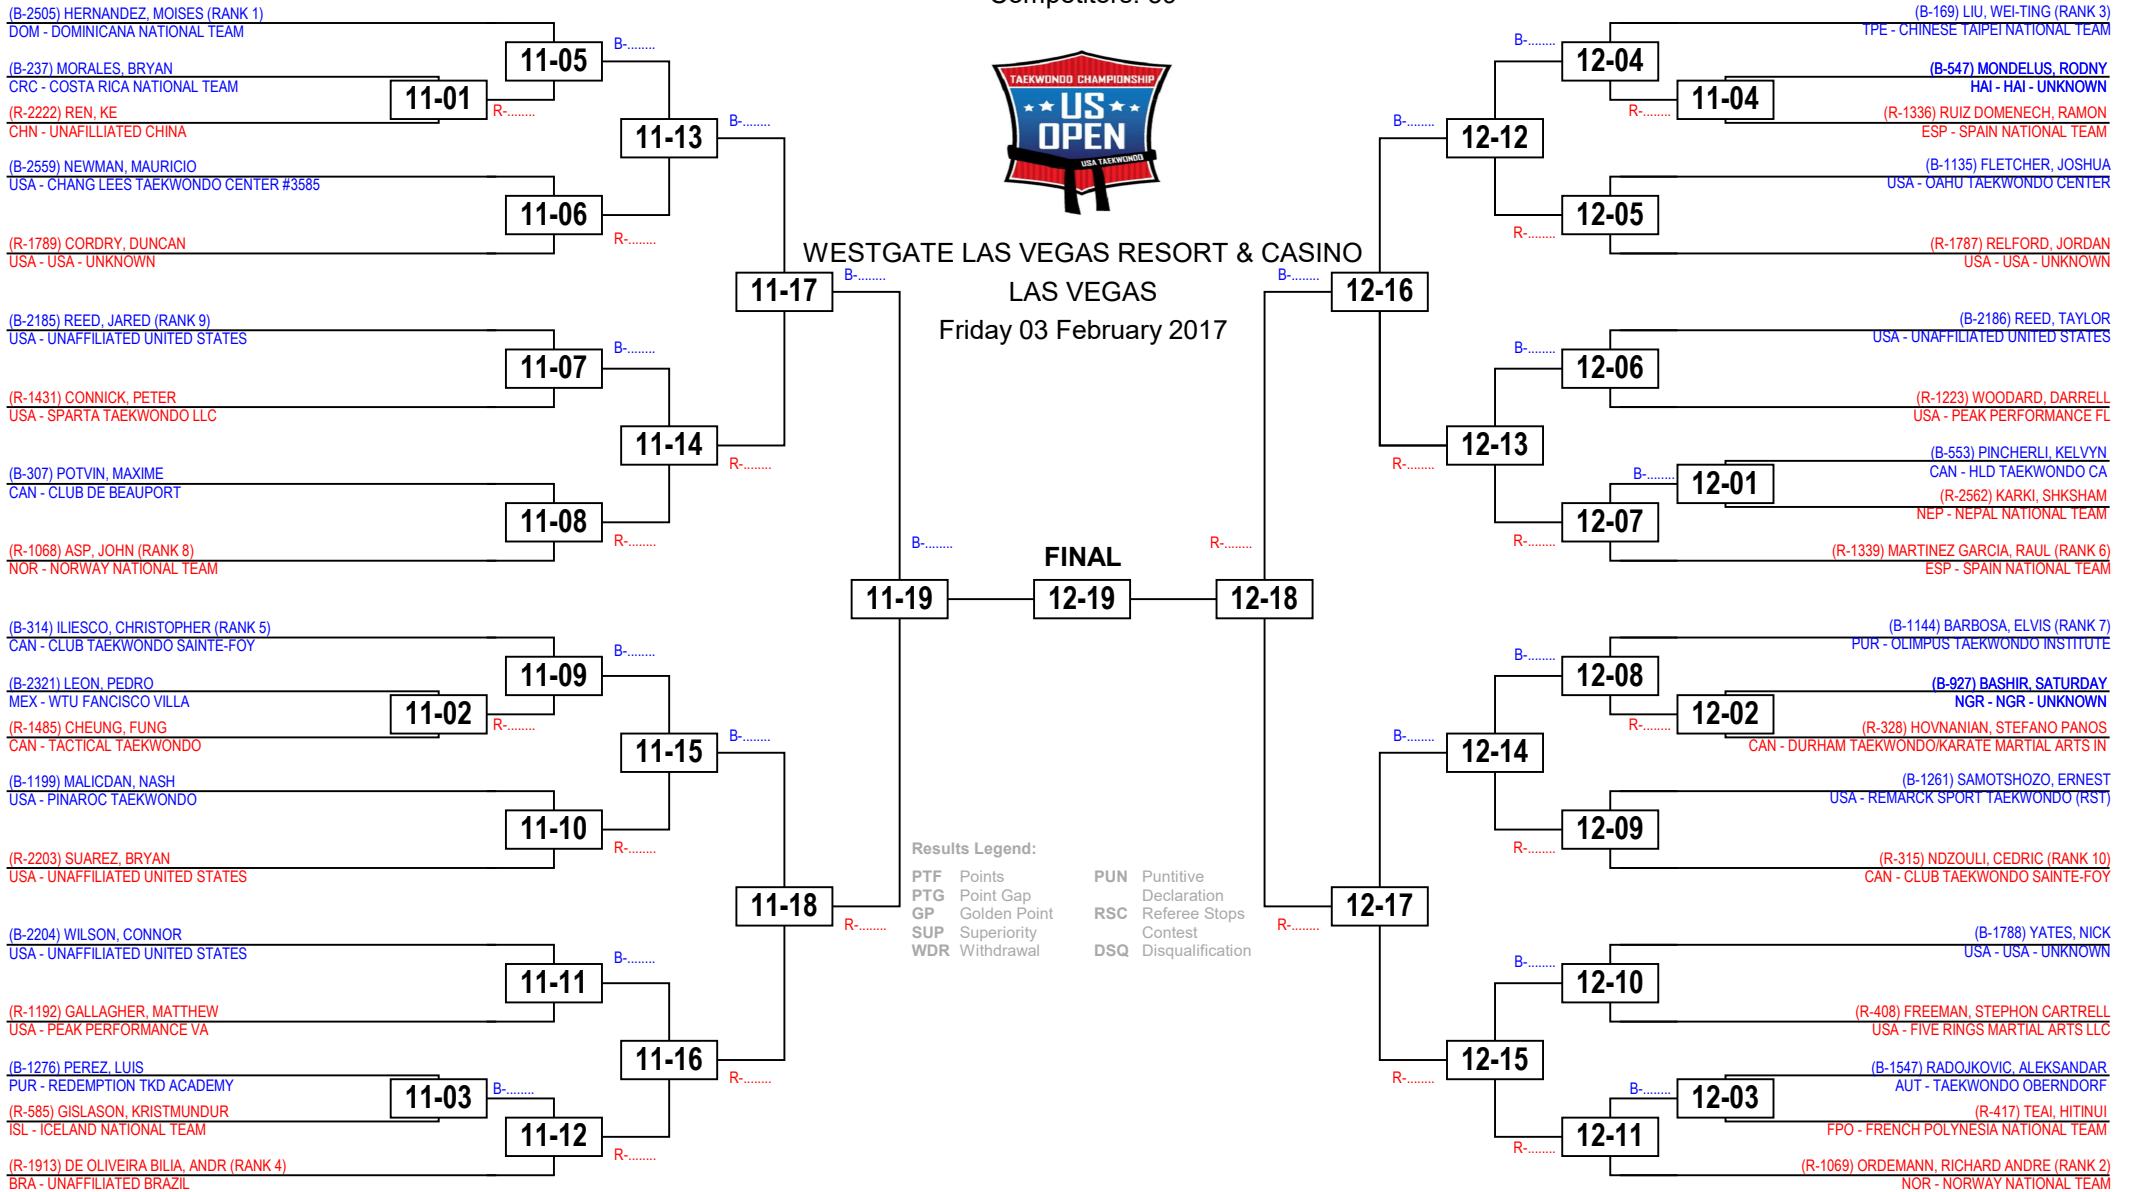 (B-2505) HERNANDEZ, MOISES (RANK 1)
DOM - DOMINICANA NATIONAL TEAM
(B-237) MORALES, BRYAN
CRC - COSTA RICA NATIONAL TEAM
(R-2222) REN, KE
CHN - UNAFILLIATED CHINA
(B-2559) NEWMAN, MAURICIO
USA - CHANG LEES TAEKWONDO CENTER #3585
(R-1789) CORDRY, DUNCAN
USA - USA - UNKNOWN
(B-2185) REED, JARED (RANK 9)
USA - UNAFFILIATED UNITED STATES
(R-1431) CONNICK, PETER
USA - SPARTA TAEKWONDO LLC
(B-307) POTVIN, MAXIME
CAN - CLUB DE BEAUPORT
(R-1068) ASP, JOHN (RANK 8)
NOR - NORWAY NATIONAL TEAM
(B-314) ILIESCO, CHRISTOPHER (RANK 5)
CAN - CLUB TAEKWONDO SAINTE-FOY
(B-2321) LEON, PEDRO
MEX - WTU FANCISCO VILLA
(R-1485) CHEUNG, FUNG
CAN - TACTICAL TAEKWONDO
(B-1199) MALICDAN, NASH
USA - PINAROC TAEKWONDO
(R-2203) SUAREZ, BRYAN
USA - UNAFFILIATED UNITED STATES
(B-2204) WILSON, CONNOR
USA - UNAFFILIATED UNITED STATES
(R-1192) GALLAGHER, MATTHEW
USA - PEAK PERFORMANCE VA
(B-1276) PEREZ, LUIS
PUR - REDEMPTION TKD ACADEMY
(R-585) GISLASON, KRISTMUNDUR
ISL - ICELAND NATIONAL TEAM
(R-1913) DE OLIVEIRA BILIA, ANDR (RANK 4)
BRA - UNAFFILIATED BRAZIL
11-01
R-........
11-02
R-........
11-03
B-........
11-05
B-........
11-06
R-........
11-07
B-........
11-08
R-........
11-09
B-........
11-10
R-........
11-11
B-........
11-12
R-........
11-13
B-........
11-14
R-........
11-15
B-........
11-16
R-........
11-17
B-........
11-18
R-........
11-19
B-........
TAEKWONDO CHAMPIONSHIP
US
OPEN
USA TAEKWONDO
WESTGATE LAS VEGAS RESORT & CASINO
LAS VEGAS
Friday 03 February 2017
FINAL
12-19
Results Legend:
PTF Points
PTG Point Gap
GP Golden Point
SUP Superiority
WDR Withdrawal
PUN Puntitive
Declaration
RSC Referee Stops
Contest
DSQ Disqualification
R-........
12-18
B-........
12-16
R-........
12-17
B-........
12-12
R-........
12-13
B-........
12-14
R-........
12-15
B-........
12-04
R-........
12-05
B-........
12-06
R-........
12-07
B-........
12-08
R-........
12-09
B-........
12-10
R-........
12-11
R-........
11-04
B-........
12-01
R-........
12-02
B-........
12-03
(B-169) LIU, WEI-TING (RANK 3)
TPE - CHINESE TAIPEI NATIONAL TEAM
(B-547) MONDELUS, RODNY
HAI - HAI - UNKNOWN
(R-1336) RUIZ DOMENECH, RAMON
ESP - SPAIN NATIONAL TEAM
(B-1135) FLETCHER, JOSHUA
USA - OAHU TAEKWONDO CENTER
(R-1787) RELFORD, JORDAN
USA - USA - UNKNOWN
(B-2186) REED, TAYLOR
USA - UNAFFILIATED UNITED STATES
(R-1223) WOODARD, DARRELL
USA - PEAK PERFORMANCE FL
(B-553) PINCHERLI, KELVYN
CAN - HLD TAEKWONDO CA
(R-2562) KARKI, SHKSHAM
NEP - NEPAL NATIONAL TEAM
(R-1339) MARTINEZ GARCIA, RAUL (RANK 6)
ESP - SPAIN NATIONAL TEAM
(B-1144) BARBOSA, ELVIS (RANK 7)
PUR - OLIMPUS TAEKWONDO INSTITUTE
(B-927) BASHIR, SATURDAY
NGR - NGR - UNKNOWN
(R-328) HOVNANIAN, STEFANO PANOS
CAN - DURHAM TAEKWONDO/KARATE MARTIAL ARTS IN
(B-1261) SAMOTSHOZO, ERNEST
USA - REMARCK SPORT TAEKWONDO (RST)
(R-315) NDZOULI, CEDRIC (RANK 10)
CAN - CLUB TAEKWONDO SAINTE-FOY
(B-1788) YATES, NICK
USA - USA - UNKNOWN
(R-408) FREEMAN, STEPHON CARTRELL
USA - FIVE RINGS MARTIAL ARTS LLC
(B-1547) RADOJKOVIC, ALEKSANDAR
AUT - TAEKWONDO OBERNDORF
(R-417) TEAI, HITINUI
FPO - FRENCH POLYNESIA NATIONAL TEAM
(R-1069) ORDEMANN, RICHARD ANDRE (RANK 2)
NOR - NORWAY NATIONAL TEAM